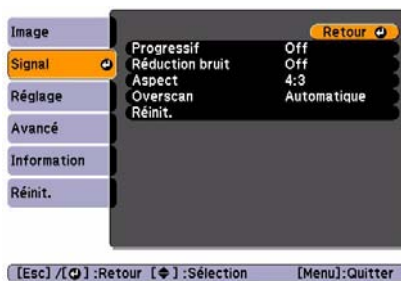 Image
Signal
Réglage
Avancé
Information
Réinit.
Retour
Progressif Off
Réduction bruit Off
Aspect 4:3
Overscan Automatique
Réinit.
[Esc] /[ ] :Retour [ ] :Sélection [Menu]:Quitter